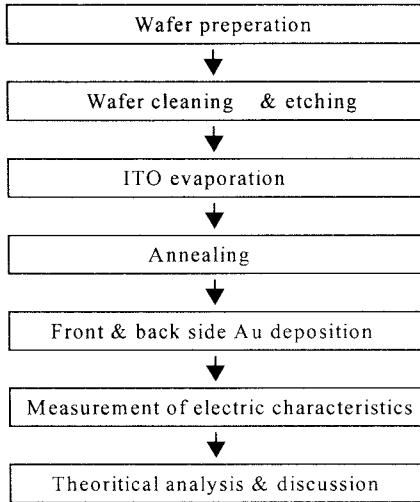 Wafer preperation
Wafer cleaning & etching
ITO evaporation
Annealing
Front & back side Au deposition
Measurement of electric characteristics
Theoritical analysis & discussion